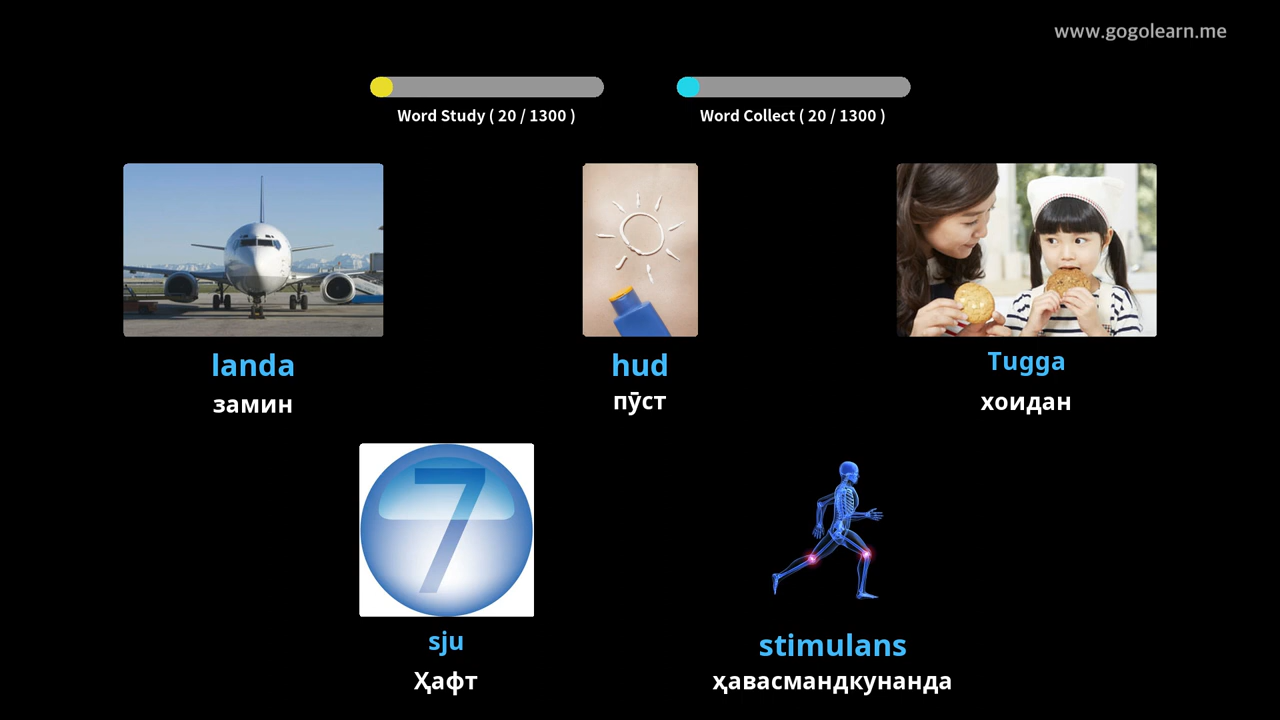 www.gogolearn.me
Word Study ( 20 / 1300 )
Word Collect ( 20 / 1300 )
landa
hud
Tugga
замин
пӯст
хоидан
7
sju
stimulans
Ҳафт
ҳавасмандкунанда